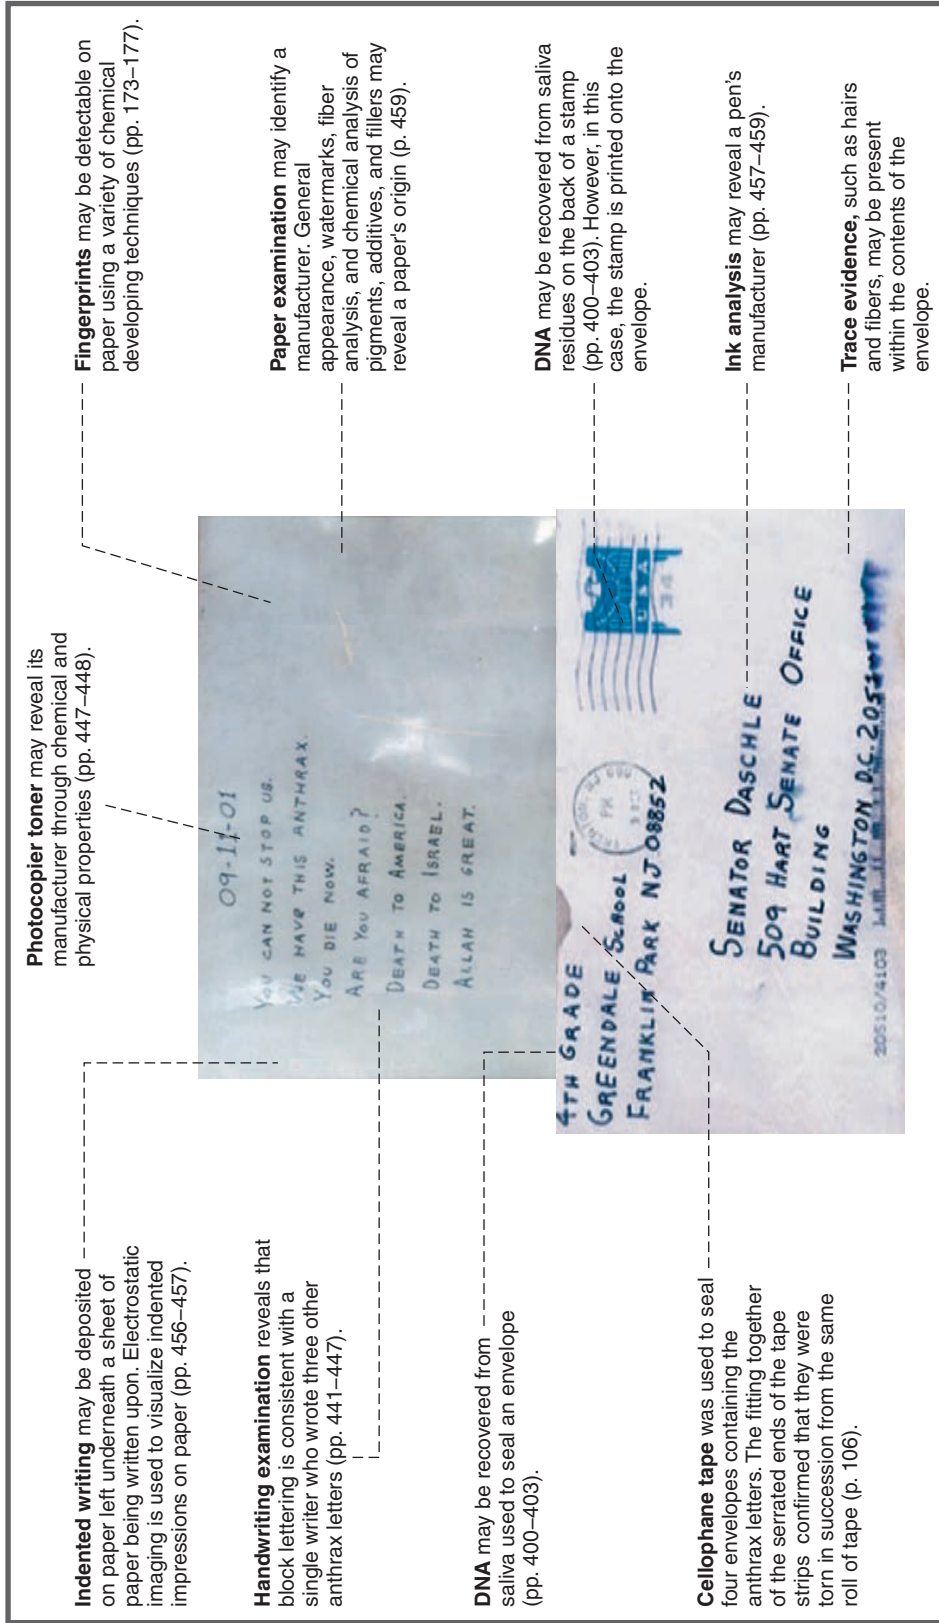 Photocopier toner may reveal its
manufacturer through chemical and
physical properties (pp. 447–448).
Indented writing may be deposited
on paper left underneath a sheet of
paper being written upon. Electrostatic
imaging is used to visualize indented
impressions on paper (pp. 456–457).
Handwriting examination reveals that
block lettering is consistent with a
single writer who wrote three other
anthrax letters (pp. 441–447).
DNA may be recovered from
saliva used to seal an envelope
(pp. 400–403).
Cellophane tape was used to seal
four envelopes containing the
anthrax letters. The fitting together
of the serrated ends of the tape
strips confirmed that they were
torn in succession from the same
roll of tape (p. 106).
09-11-01
YOU CAN NOT STOP US.
WE HAVE THIS ANTHRAX.
YOU DIE NOW.
ARE YOU AFRAID?
DEATH TO AMERICA.
DEATH TO ISRAEL.
ALLAH IS GREAT.
4TH GRADE
GREENDALE SCHOOL
FRANKLIN PARK NJ 08852
PM
USA
34
SENATOR DASCHLE
509 HART SENATE OFFICE
BUILDING
WASHINGTON D.C. 205
20510/4103
Fingerprints may be detectable on
paper using a variety of chemical
developing techniques (pp. 173–177).
Paper examination may identify a
manufacturer. General
appearance, watermarks, fiber
analysis, and chemical analysis of
pigments, additives, and fillers may
reveal a paper's origin (p. 459).
DNA may be recovered from saliva
residues on the back of a stamp
(pp. 400–403). However, in this
case, the stamp is printed onto the
envelope.
Ink analysis may reveal a pen's
manufacturer (pp. 457–459).
Trace evidence, such as hairs
and fibers, may be present
within the contents of the
envelope.